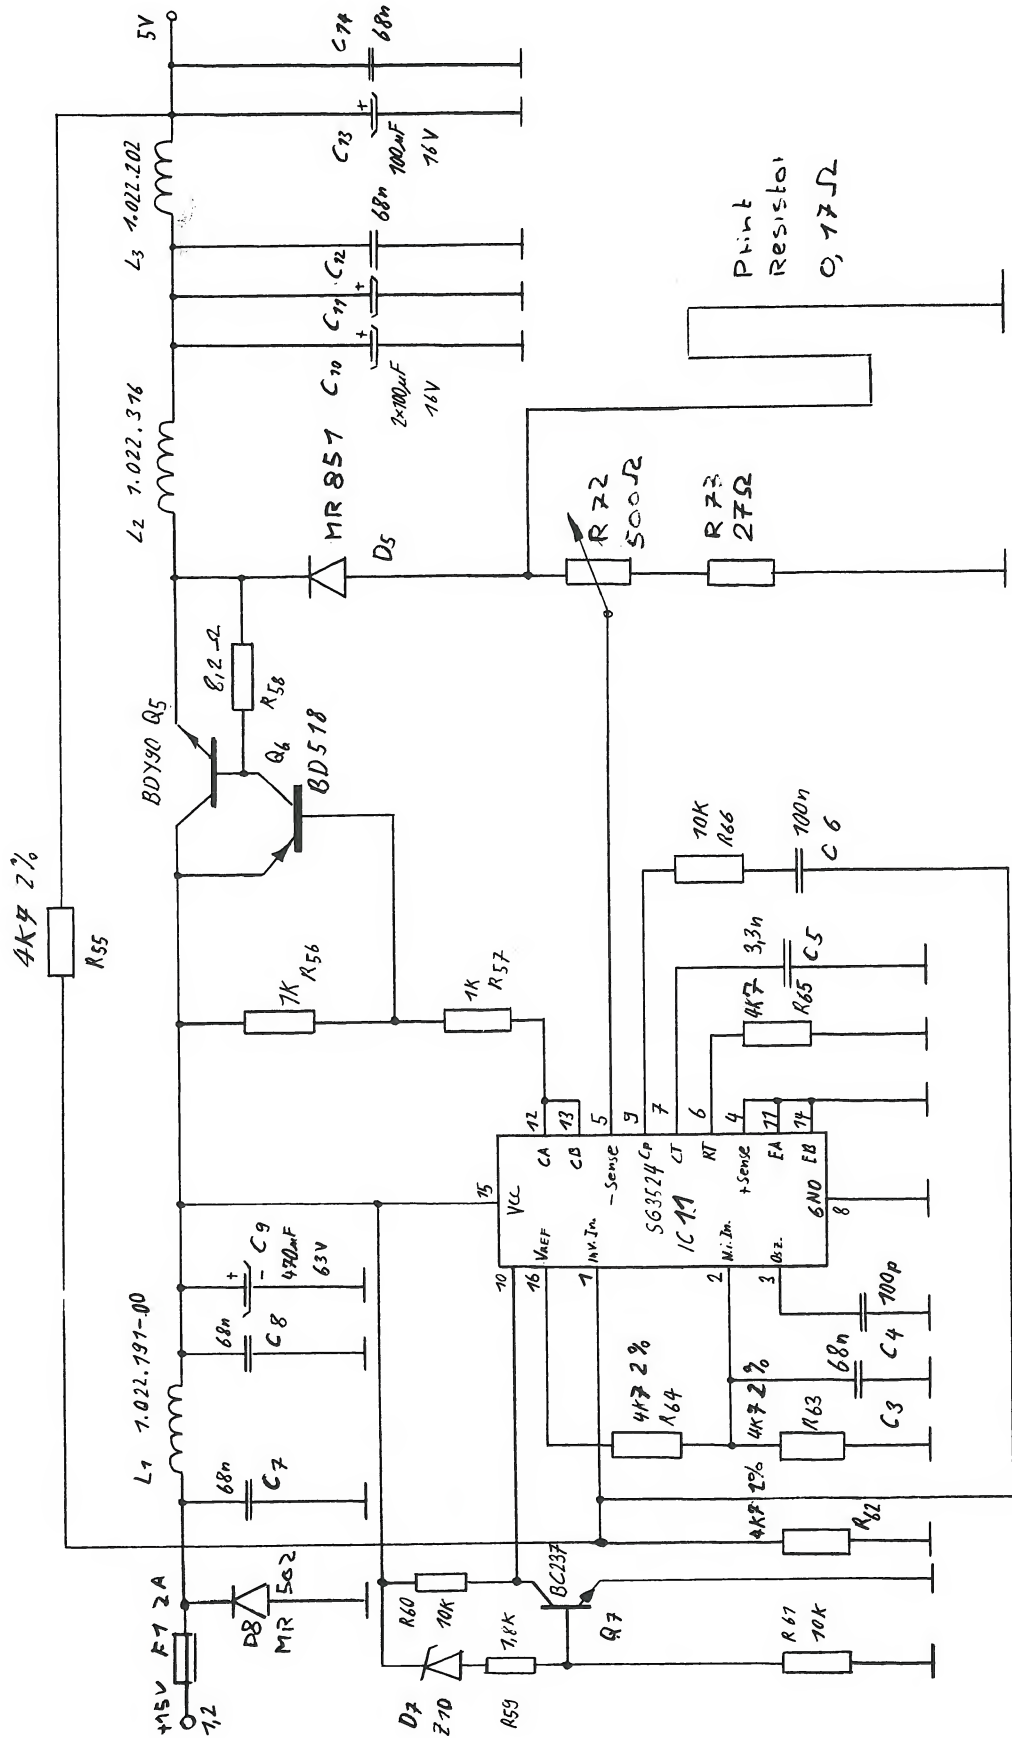 4K7 2%
R55
+15V
F1 2A
1,2
D8
MR 502
L1 1.022.191-00
68n
C7
68n
C8
+
-
C9
470µF
63V
1K
R56
1K
R57
BDY90 Q5
Q6
BD518
8,2 Ω
R58
L2 1.022.316
MR 851
D5
L3 1.022.202
5V
C10
+
2x100µF
16V
C11
+
C12
68n
C13
+
100µF
16V
C14
68n
R72
500Ω
R73
27Ω
Print
Resistor
0,17Ω
D7
Z10
R60
10K
R59
1,8K
BC237
Q7
R61
10K
4K7 2%
R62
4K7 2%
R63
4K7 2%
R64
68n
C3
100p
C4
10
16
1
2
3
15
VCC
VREF
Inv.In.
N.i.In.
Osz.
SG3524
IC 11
CA
CB
-Sense
Cp
CT
RT
+Sense
EA
EB
GND
8
12
13
5
9
7
6
4
11
14
4K7
R65
3,3n
C5
10K
R66
100n
C6